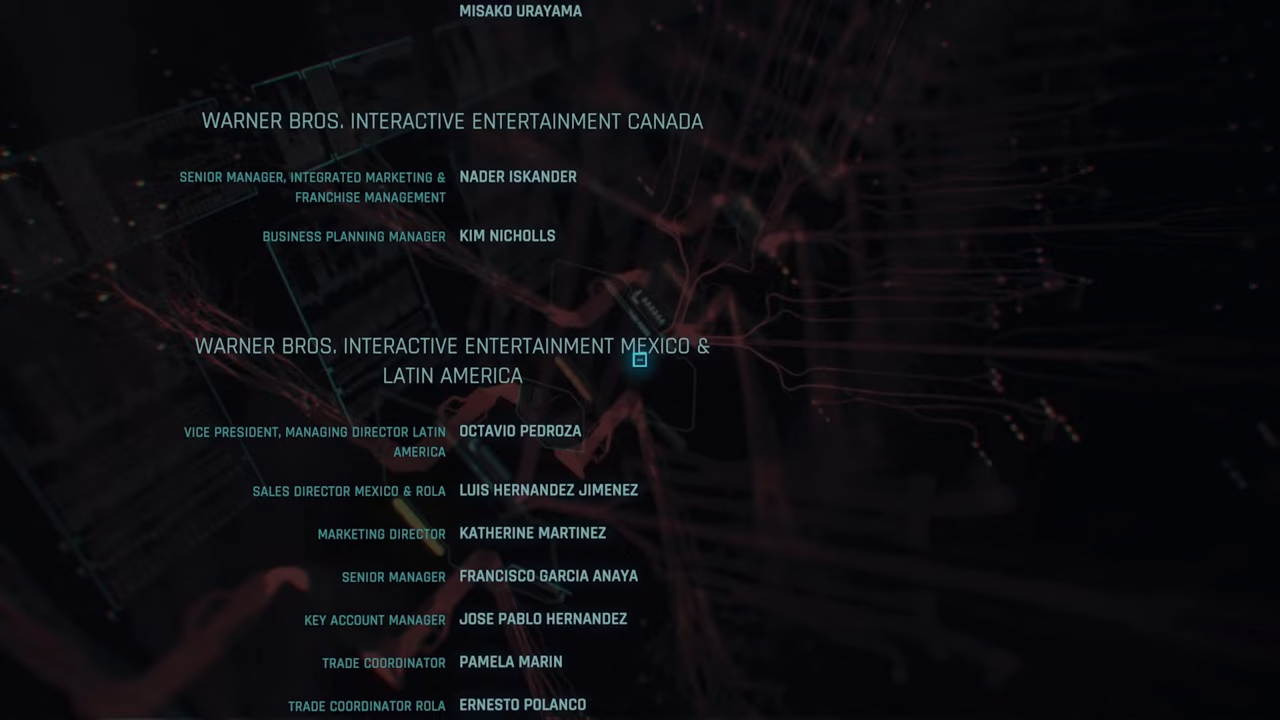 MISAKO URAYAMA
WARNER BROS. INTERACTIVE ENTERTAINMENT CANADA
SENIOR MANAGER, INTEGRATED MARKETING & NADER ISKANDER
FRANCHISE MANAGEMENT
BUSINESS PLANNING MANAGER KIM NICHOLLS
WARNER BROS. INTERACTIVE ENTERTAINMENT MEXICO &
LATIN AMERICA
VICE PRESIDENT, MANAGING DIRECTOR LATIN OCTAVIO PEDROZA
AMERICA
SALES DIRECTOR MEXICO & ROLA LUIS HERNANDEZ JIMENEZ
MARKETING DIRECTOR KATHERINE MARTINEZ
SENIOR MANAGER FRANCISCO GARCIA ANAYA
KEY ACCOUNT MANAGER JOSE PABLO HERNANDEZ
TRADE COORDINATOR PAMELA MARIN
TRADE COORDINATOR ROLA ERNESTO POLANCO